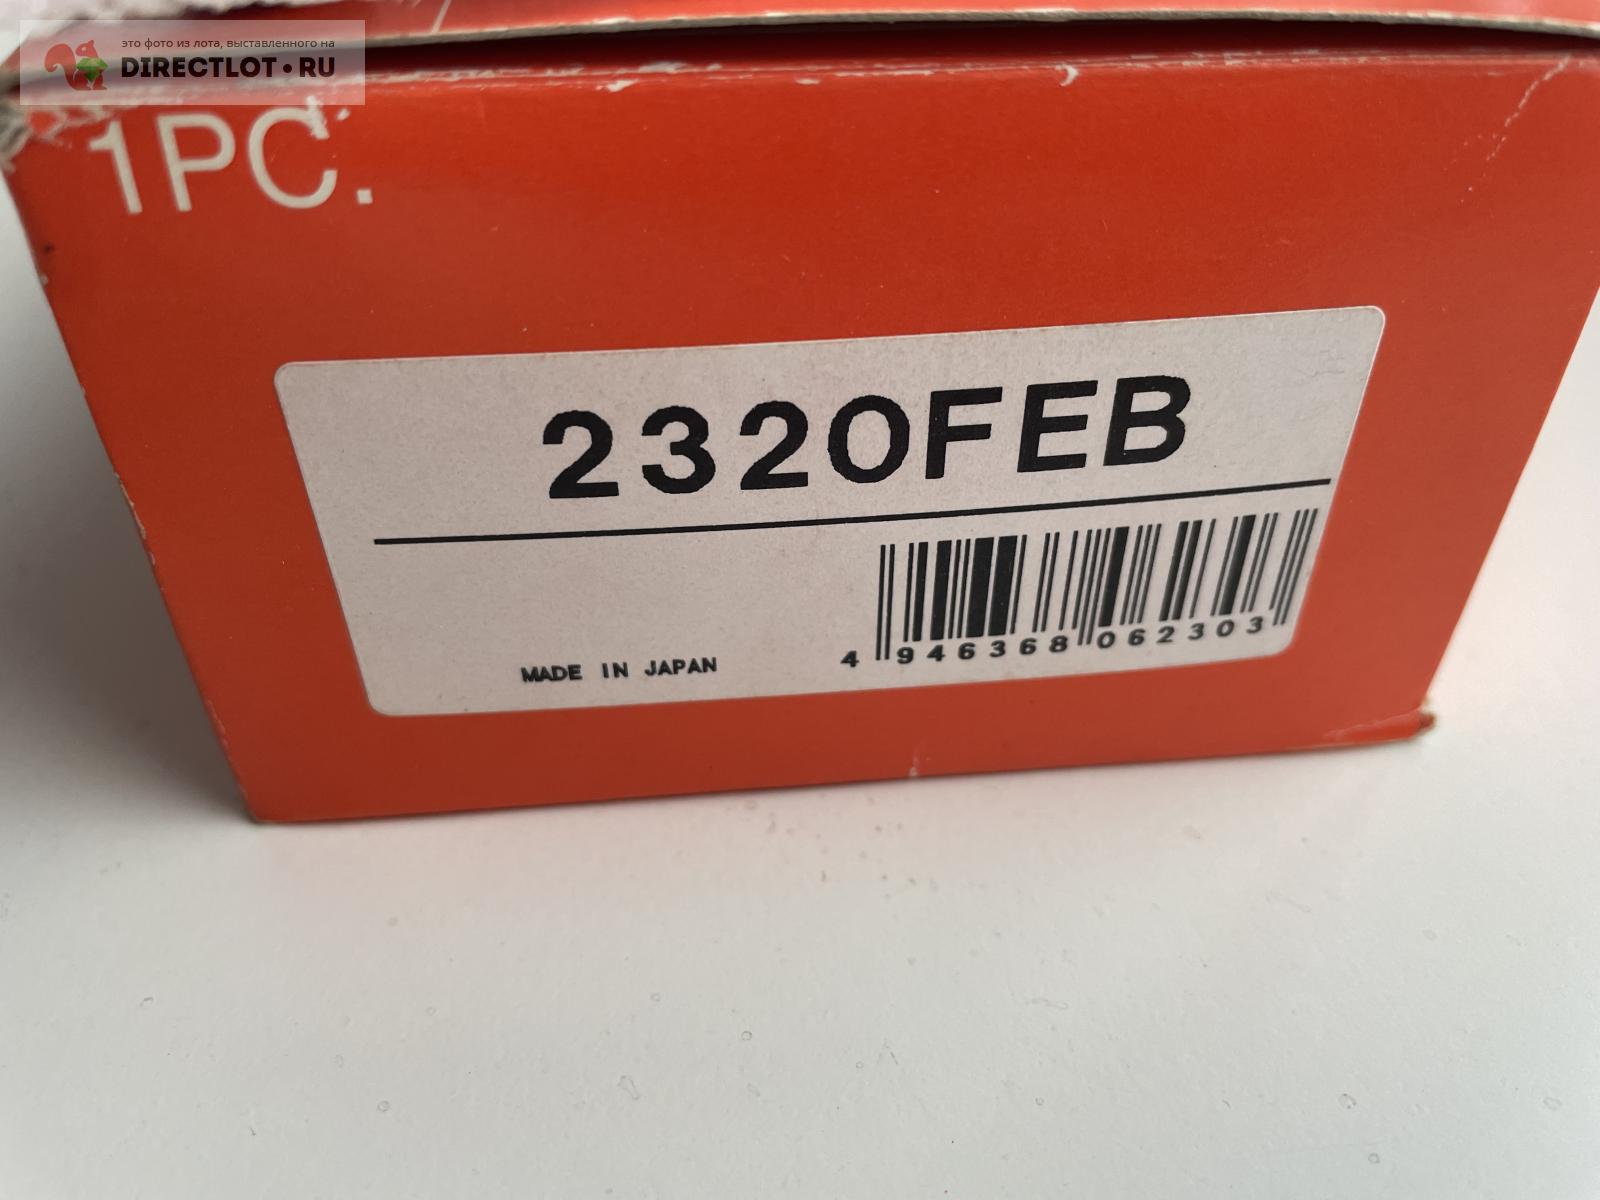 это фото из лота, выставленного на
DIRECTLOT•RU
1PC.
2320FEB
MADE IN JAPAN
4 946368 062303